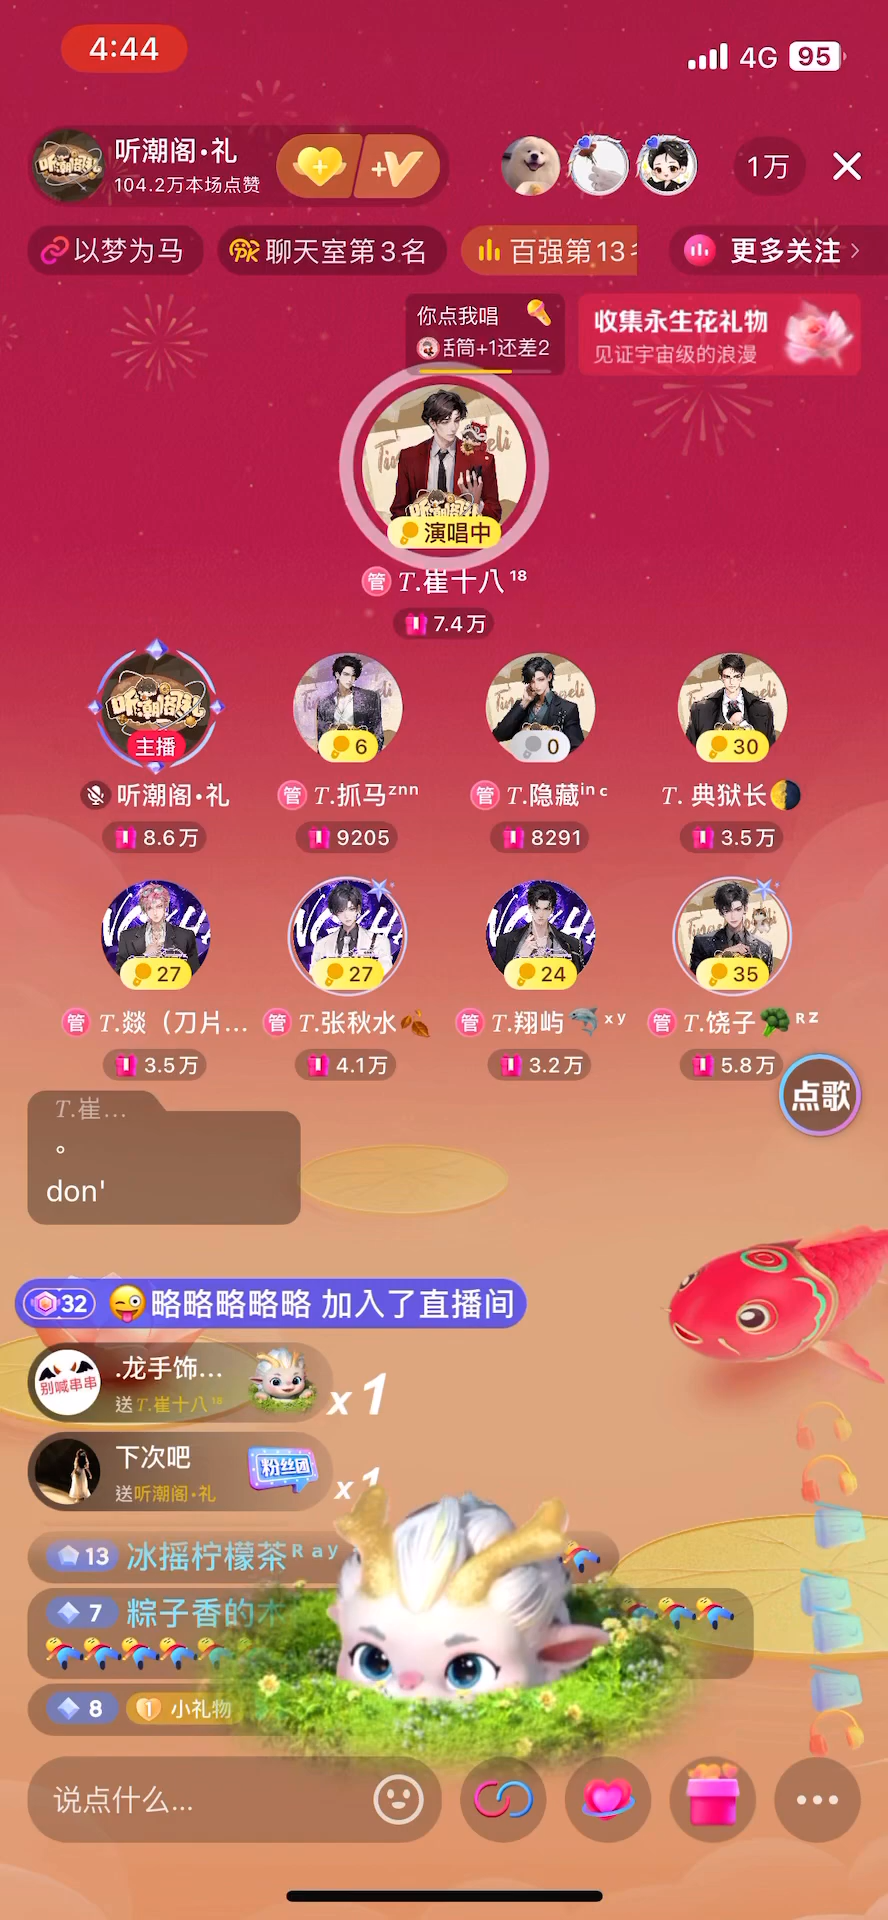 4:44
4G 95
听潮阁·礼
104.2万本场点赞
1万
以梦为马
PK 聊天室第3名
百强第13
更多关注
你点我唱
话筒+1还差2
收集永生花礼物
见证宇宙级的浪漫
演唱中
管 T.崔十八18
7.4万
主播
6
0
30
听潮阁·礼
管 T.抓马znn
管 T.隐藏inc
T. 典狱长🌗
8.6万
9205
8291
3.5万
27
27
24
35
管 T.燚（刀片...
管 T.张秋水🍂
管 T.翔屿🐬xy
管 T.饶子🥦RZ
3.5万
4.1万
3.2万
5.8万
点歌
T.崔...
。
don'
32 😜略略略略略 加入了直播间
别喊串串
.龙手饰...
送T.崔十八18
x1
下次吧
送听潮阁·礼
粉丝团
x1
13 冰摇柠檬茶Ray
7 粽子香的木
8 1 小礼物
说点什么...